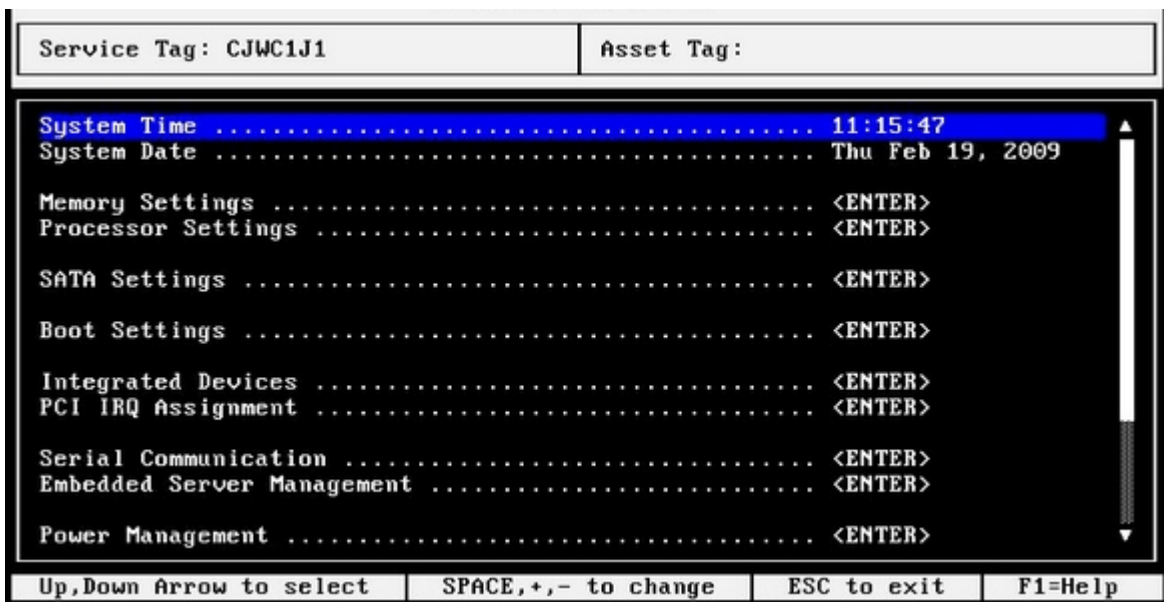 Service Tag: CJWC1J1 Asset Tag:
System Time .......................................... 11:15:47
System Date .......................................... Thu Feb 19, 2009
Memory Settings ...................................... <ENTER>
Processor Settings ................................... <ENTER>
SATA Settings ........................................ <ENTER>
Boot Settings ........................................ <ENTER>
Integrated Devices ................................... <ENTER>
PCI IRQ Assignment ................................... <ENTER>
Serial Communication ................................. <ENTER>
Embedded Server Management ........................... <ENTER>
Power Management ..................................... <ENTER>
Up,Down Arrow to select SPACE,+,- to change ESC to exit F1=Help